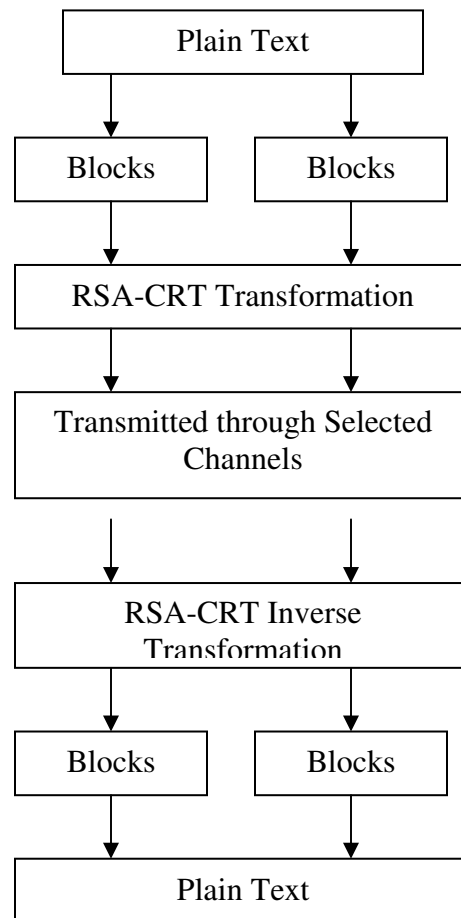 Plain Text
Blocks
Blocks
RSA-CRT Transformation
Transmitted through Selected
Channels
RSA-CRT Inverse
Transformation
Blocks
Blocks
Plain Text